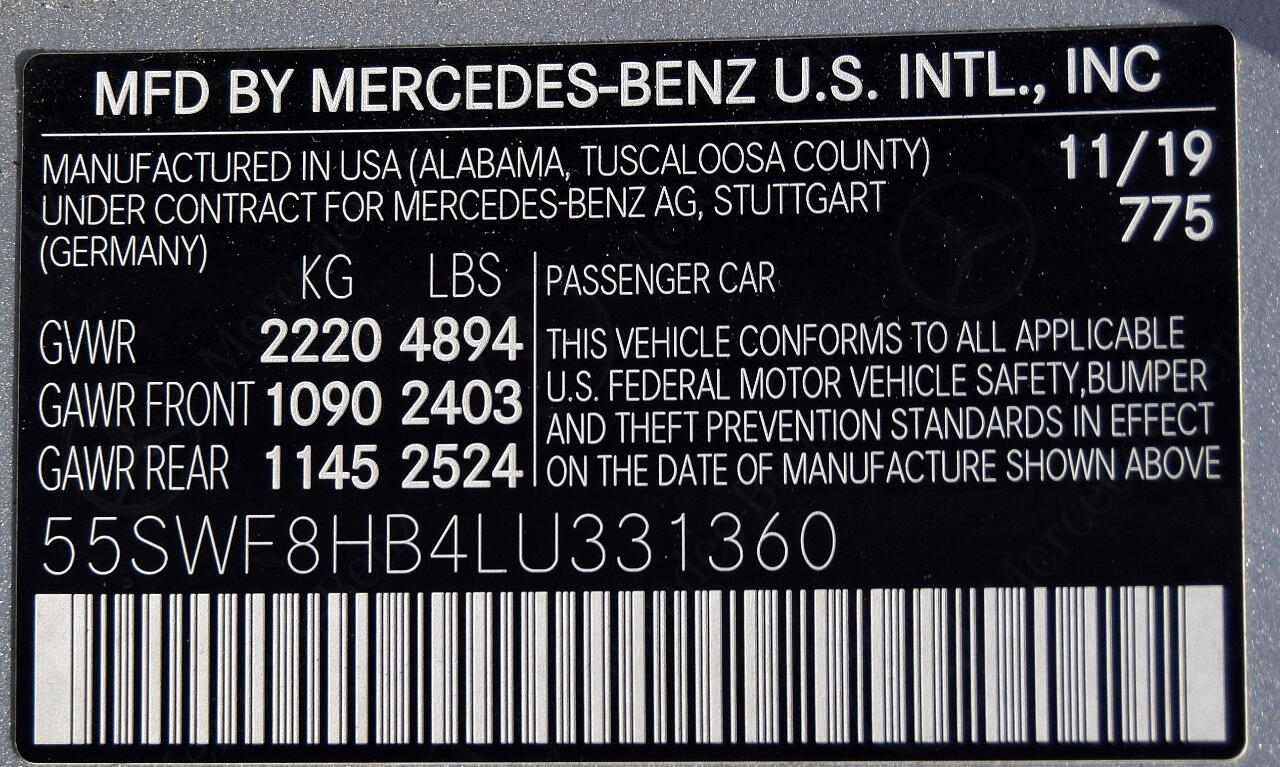 MFD BY MERCEDES-BENZ U.S. INTL., INC
MANUFACTURED IN USA (ALABAMA, TUSCALOOSA COUNTY) 11/19
UNDER CONTRACT FOR MERCEDES-BENZ AG, STUTTGART 775
(GERMANY)
KG LBS PASSENGER CAR
GVWR 2220 4894
GAWR FRONT 1090 2403
GAWR REAR 1145 2524
THIS VEHICLE CONFORMS TO ALL APPLICABLE
U.S. FEDERAL MOTOR VEHICLE SAFETY,BUMPER
AND THEFT PREVENTION STANDARDS IN EFFECT
ON THE DATE OF MANUFACTURE SHOWN ABOVE
55SWF8HB4LU331360